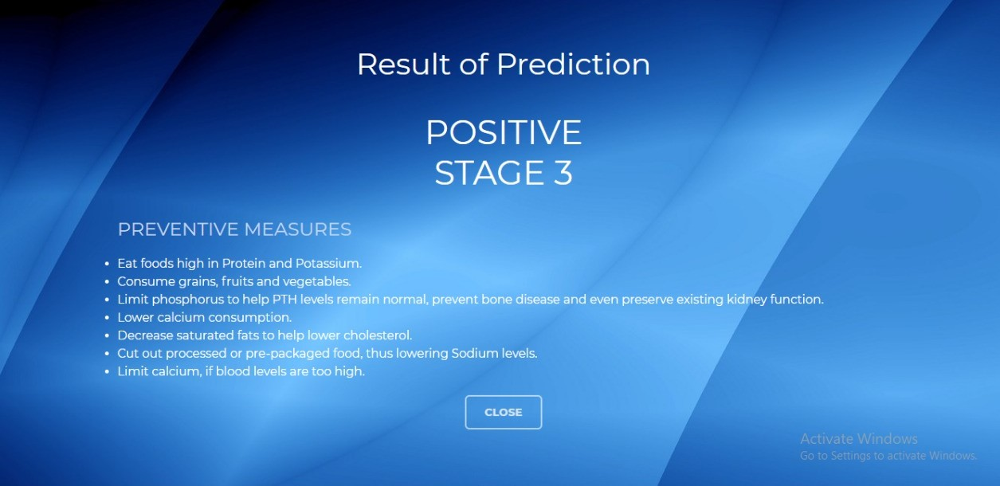 Result of Prediction
POSITIVE
STAGE 3
PREVENTIVE MEASURES
• Eat foods high in Protein and Potassium.
• Consume grains, fruits and vegetables.
• Limit phosphorus to help PTH levels remain normal, prevent bone disease and even preserve existing kidney function.
• Lower calcium consumption.
• Decrease saturated fats to help lower cholesterol.
• Cut out processed or pre-packaged food, thus lowering Sodium levels.
• Limit calcium, if blood levels are too high.
CLOSE
Activate Windows
Go to Settings to activate Windows.